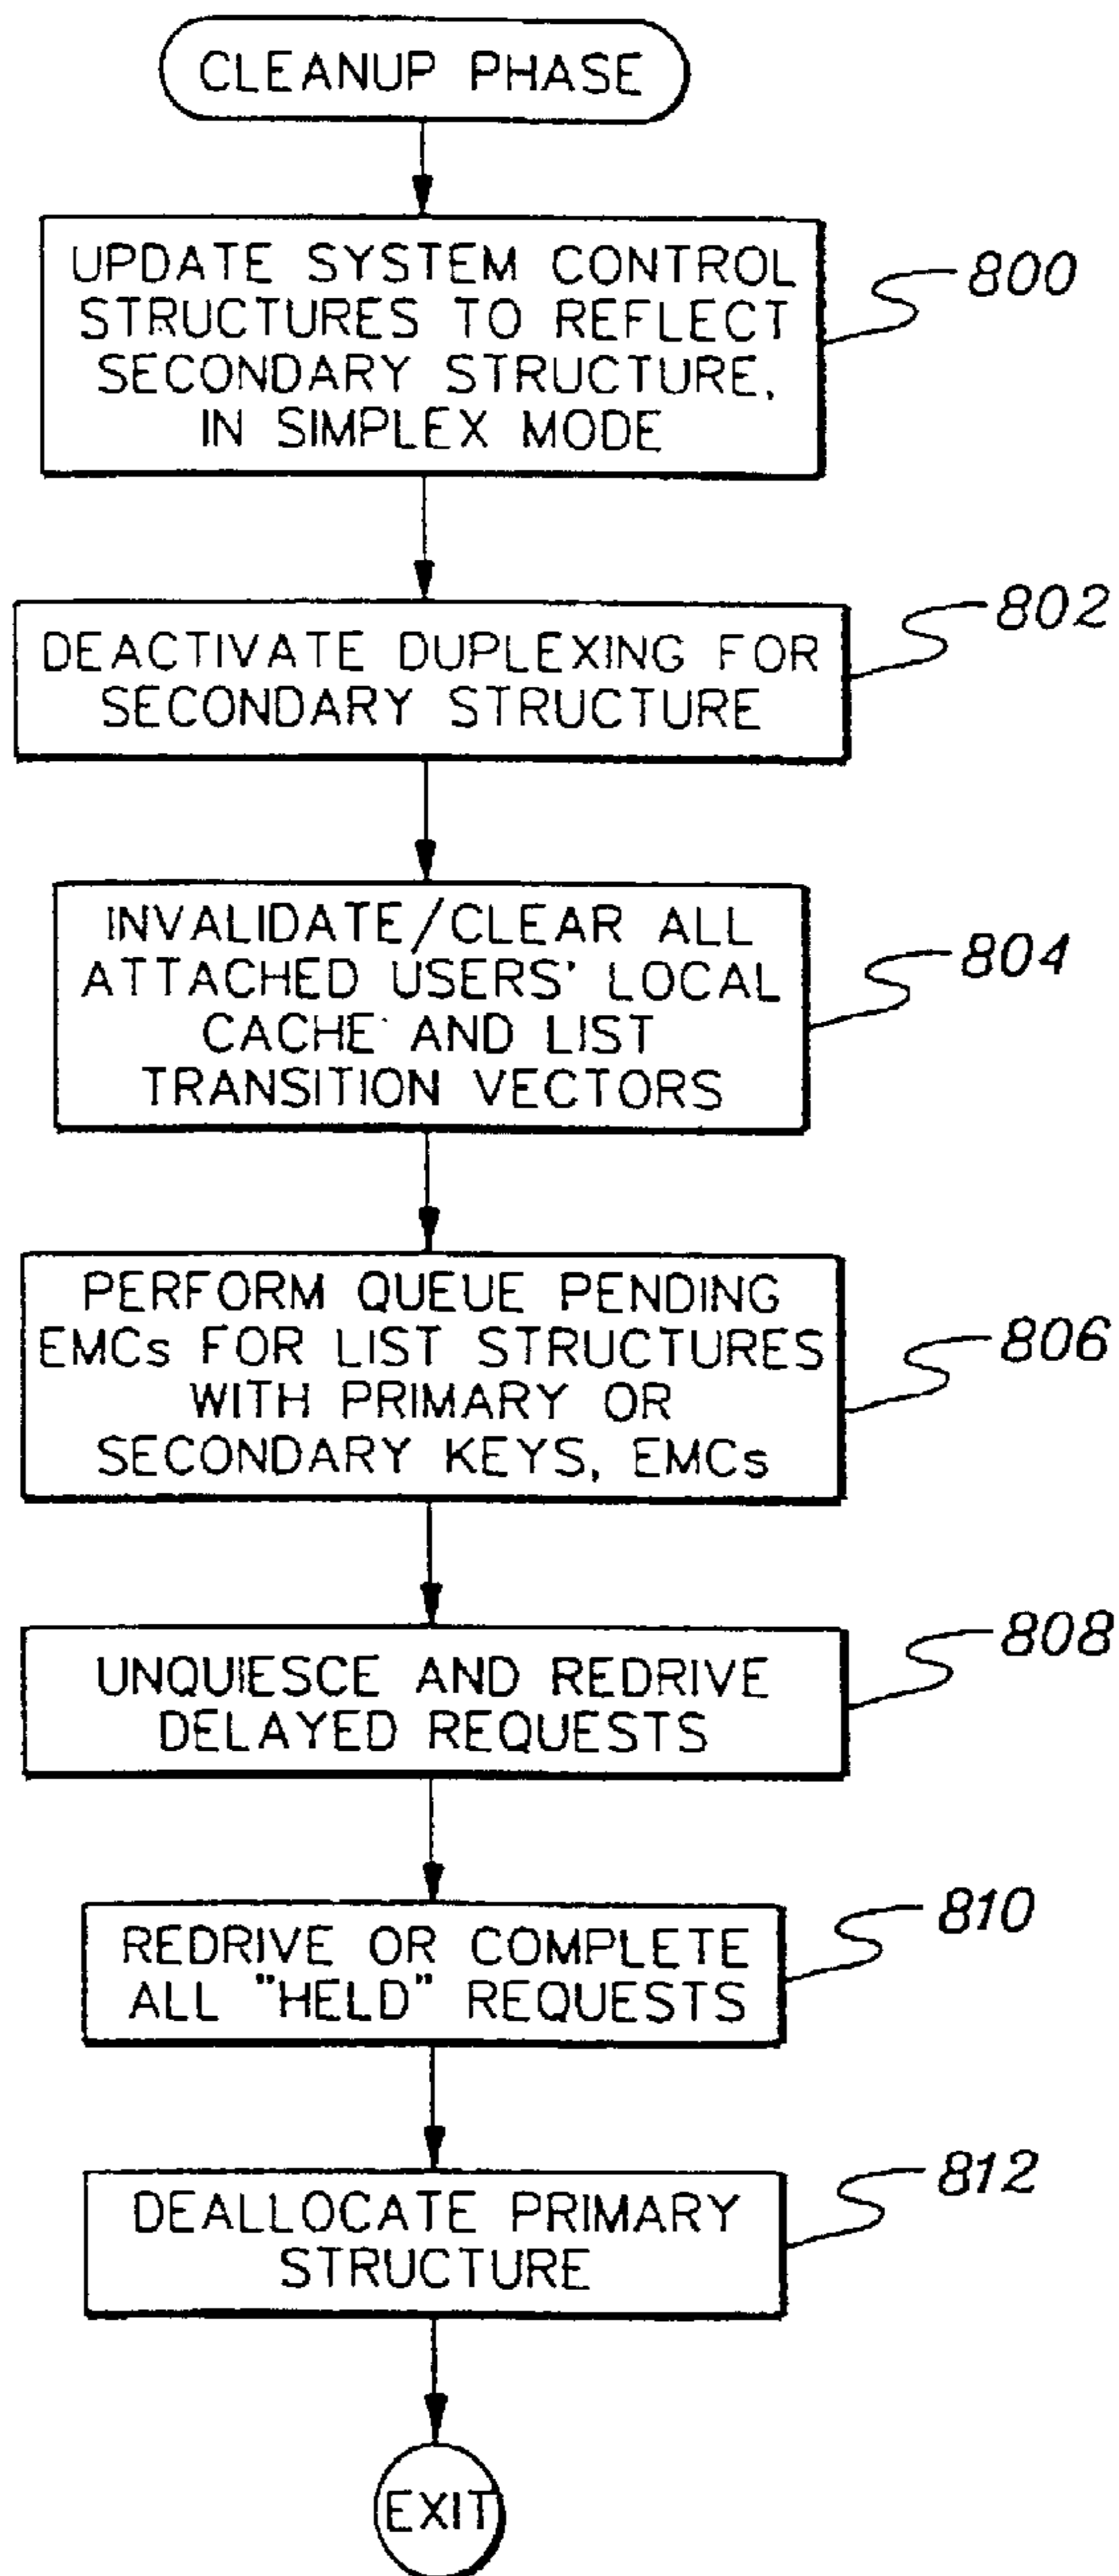 CLEANUP PHASE
UPDATE SYSTEM CONTROL
STRUCTURES TO REFLECT
SECONDARY STRUCTURE,
IN SIMPLEX MODE
800
DEACTIVATE DUPLEXING FOR
SECONDARY STRUCTURE
802
INVALIDATE/CLEAR ALL
ATTACHED USERS' LOCAL
CACHE AND LIST
TRANSITION VECTORS
804
PERFORM QUEUE PENDING
EMCs FOR LIST STRUCTURES
WITH PRIMARY OR
SECONDARY KEYS, EMCs
806
UNQUIESCE AND REDRIVE
DELAYED REQUESTS
808
REDRIVE OR COMPLETE
ALL "HELD" REQUESTS
810
DEALLOCATE PRIMARY
STRUCTURE
812
EXIT